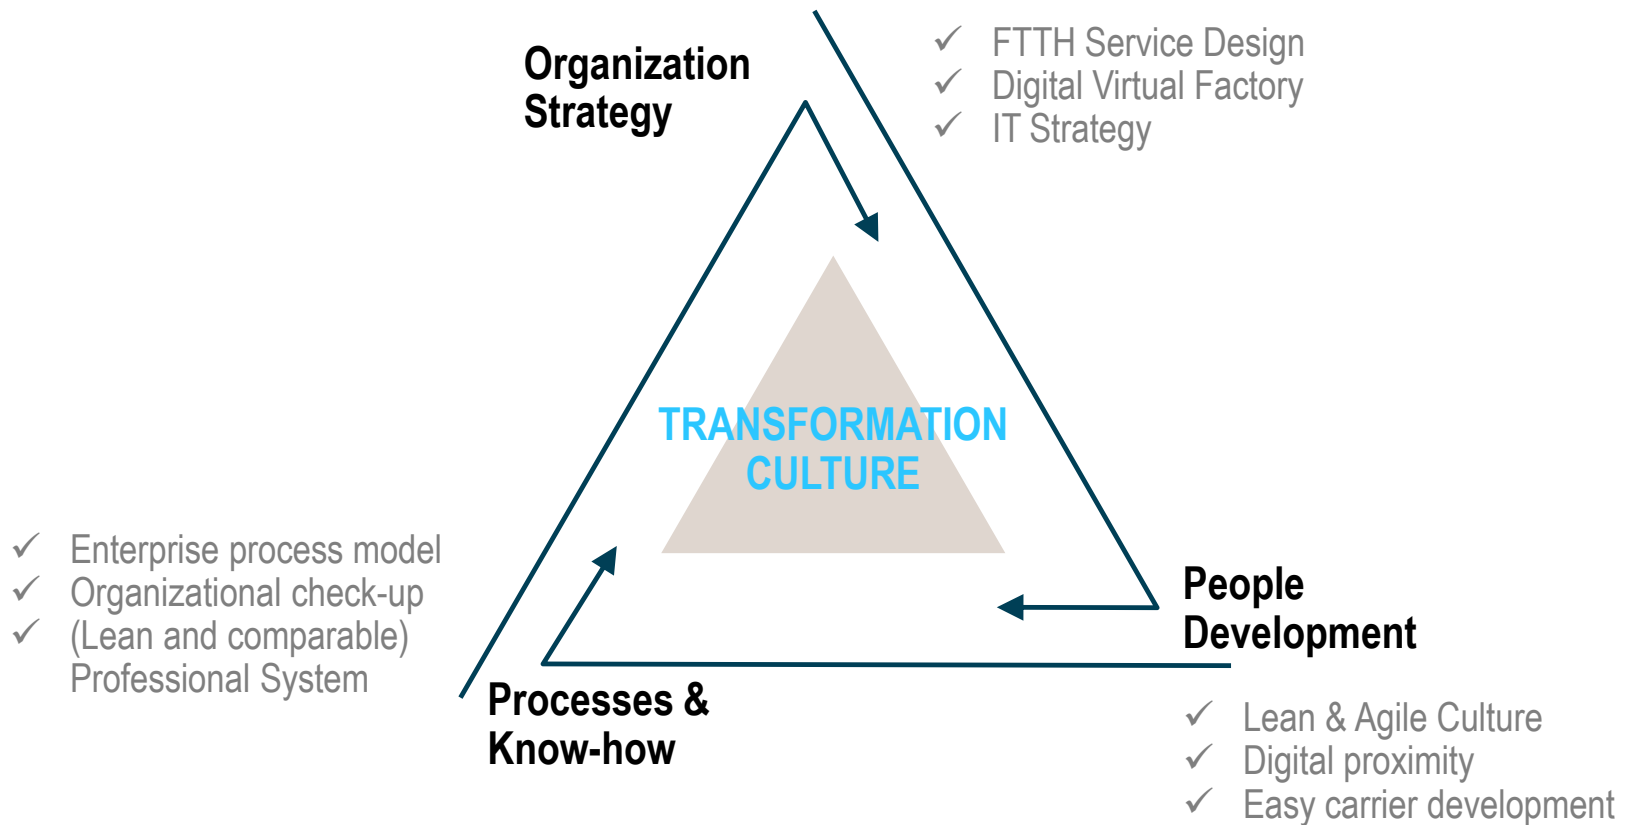 Organization
Strategy
✓ FTTH Service Design
✓ Digital Virtual Factory
✓ IT Strategy
TRANSFORMATION
CULTURE
✓ Enterprise process model
✓ Organizational check-up
✓ (Lean and comparable)
Professional System
Processes &
Know-how
People
Development
✓ Lean & Agile Culture
✓ Digital proximity
✓ Easy carrier development